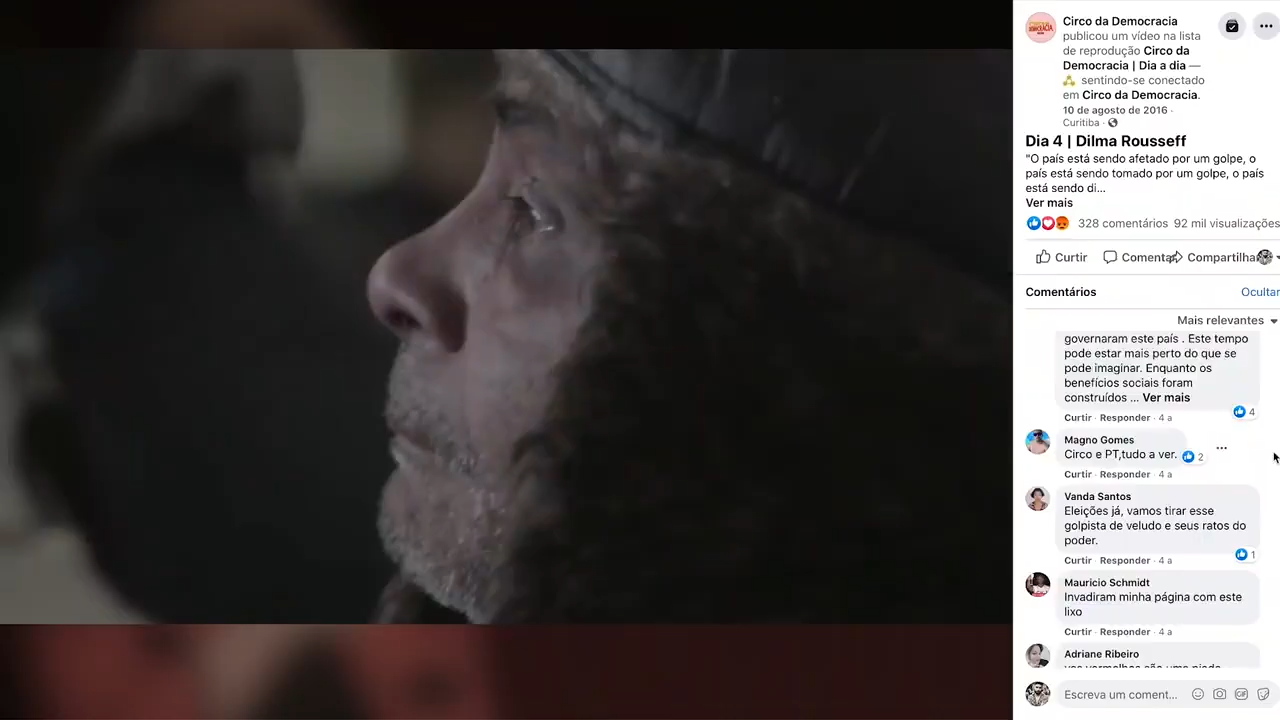 Circo da Democracia
publicou um vídeo na lista
de reprodução Circo da
Democracia | Dia a dia —
sentindo-se conectado
em Circo da Democracia.
10 de agosto de 2016 ·
Curitiba ·
Dia 4 | Dilma Rousseff
"O país está sendo afetado por um golpe, o
país está sendo tomado por um golpe, o país
está sendo di...
Ver mais
328 comentários 92 mil visualizações
Curtir Comentar Compartilhar
Comentários Ocultar
Mais relevantes
governaram este país . Este tempo
pode estar mais perto do que se
pode imaginar. Enquanto os
benefícios sociais foram
construídos ... Ver mais
4
Curtir · Responder · 4 a
Magno Gomes
Circo e PT,tudo a ver.
2
Curtir · Responder · 4 a
Vanda Santos
Eleições já, vamos tirar esse
golpista de veludo e seus ratos do
poder.
1
Curtir · Responder · 4 a
Mauricio Schmidt
Invadiram minha página com este
lixo
Curtir · Responder · 4 a
Adriane Ribeiro
Escreva um coment...
GIF